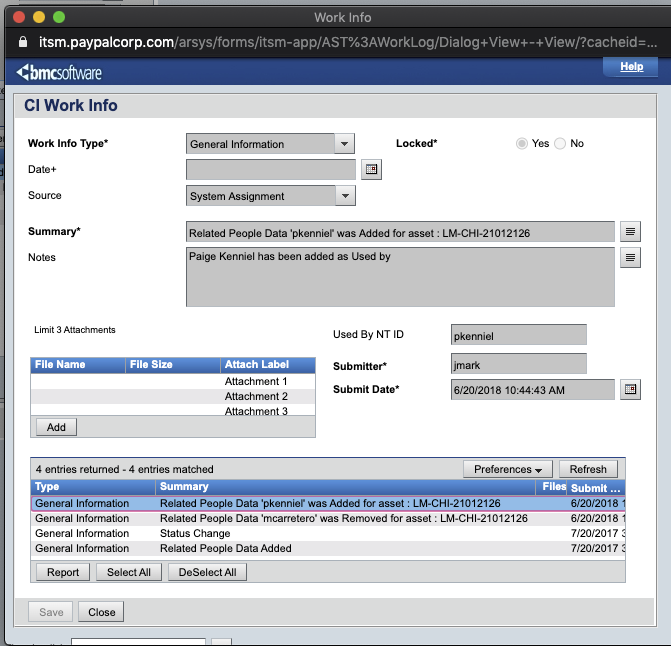 Work Info
itsm.paypalcorp.com/arsys/forms/itsm-app/AST%3AWorkLog/Dialog+View+-+View/?cacheid=...
bmcsoftware
Help
CI Work Info
Work Info Type* General Information Locked* Yes No
Date+
Source System Assignment
Summary* Related People Data 'pkenniel' was Added for asset : LM-CHI-21012126
Notes Paige Kenniel has been added as Used by
Limit 3 Attachments
Used By NT ID pkenniel
File Name File Size Attach Label
Submitter* jmark
Attachment 1
Submit Date* 6/20/2018 10:44:43 AM
Attachment 2
Attachment 3
Add
4 entries returned - 4 entries matched Preferences Refresh
Type Summary Files Submit ...
General Information Related People Data 'pkenniel' was Added for asset : LM-CHI-21012126 6/20/2018 1
General Information Related People Data 'mcarretero' was Removed for asset : LM-CHI-21012126 6/20/2018 1
General Information Status Change 7/20/2017 3
General Information Related People Data Added 7/20/2017 3
Report Select All DeSelect All
Save Close